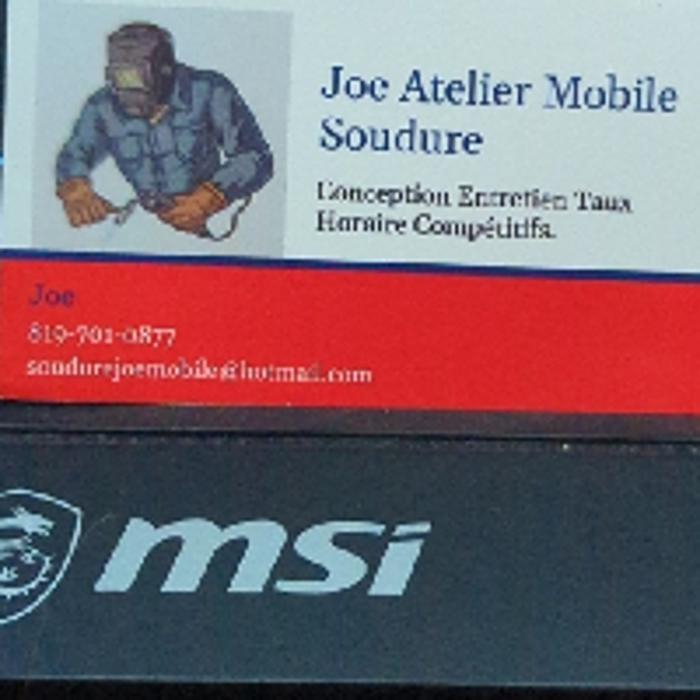 Joe Atelier Mobile
Soudure
Conception Entretien Taux
Horaire Compétitifs.
Joe
819-701-0877
soudurejoemobile@hotmail.com
msi